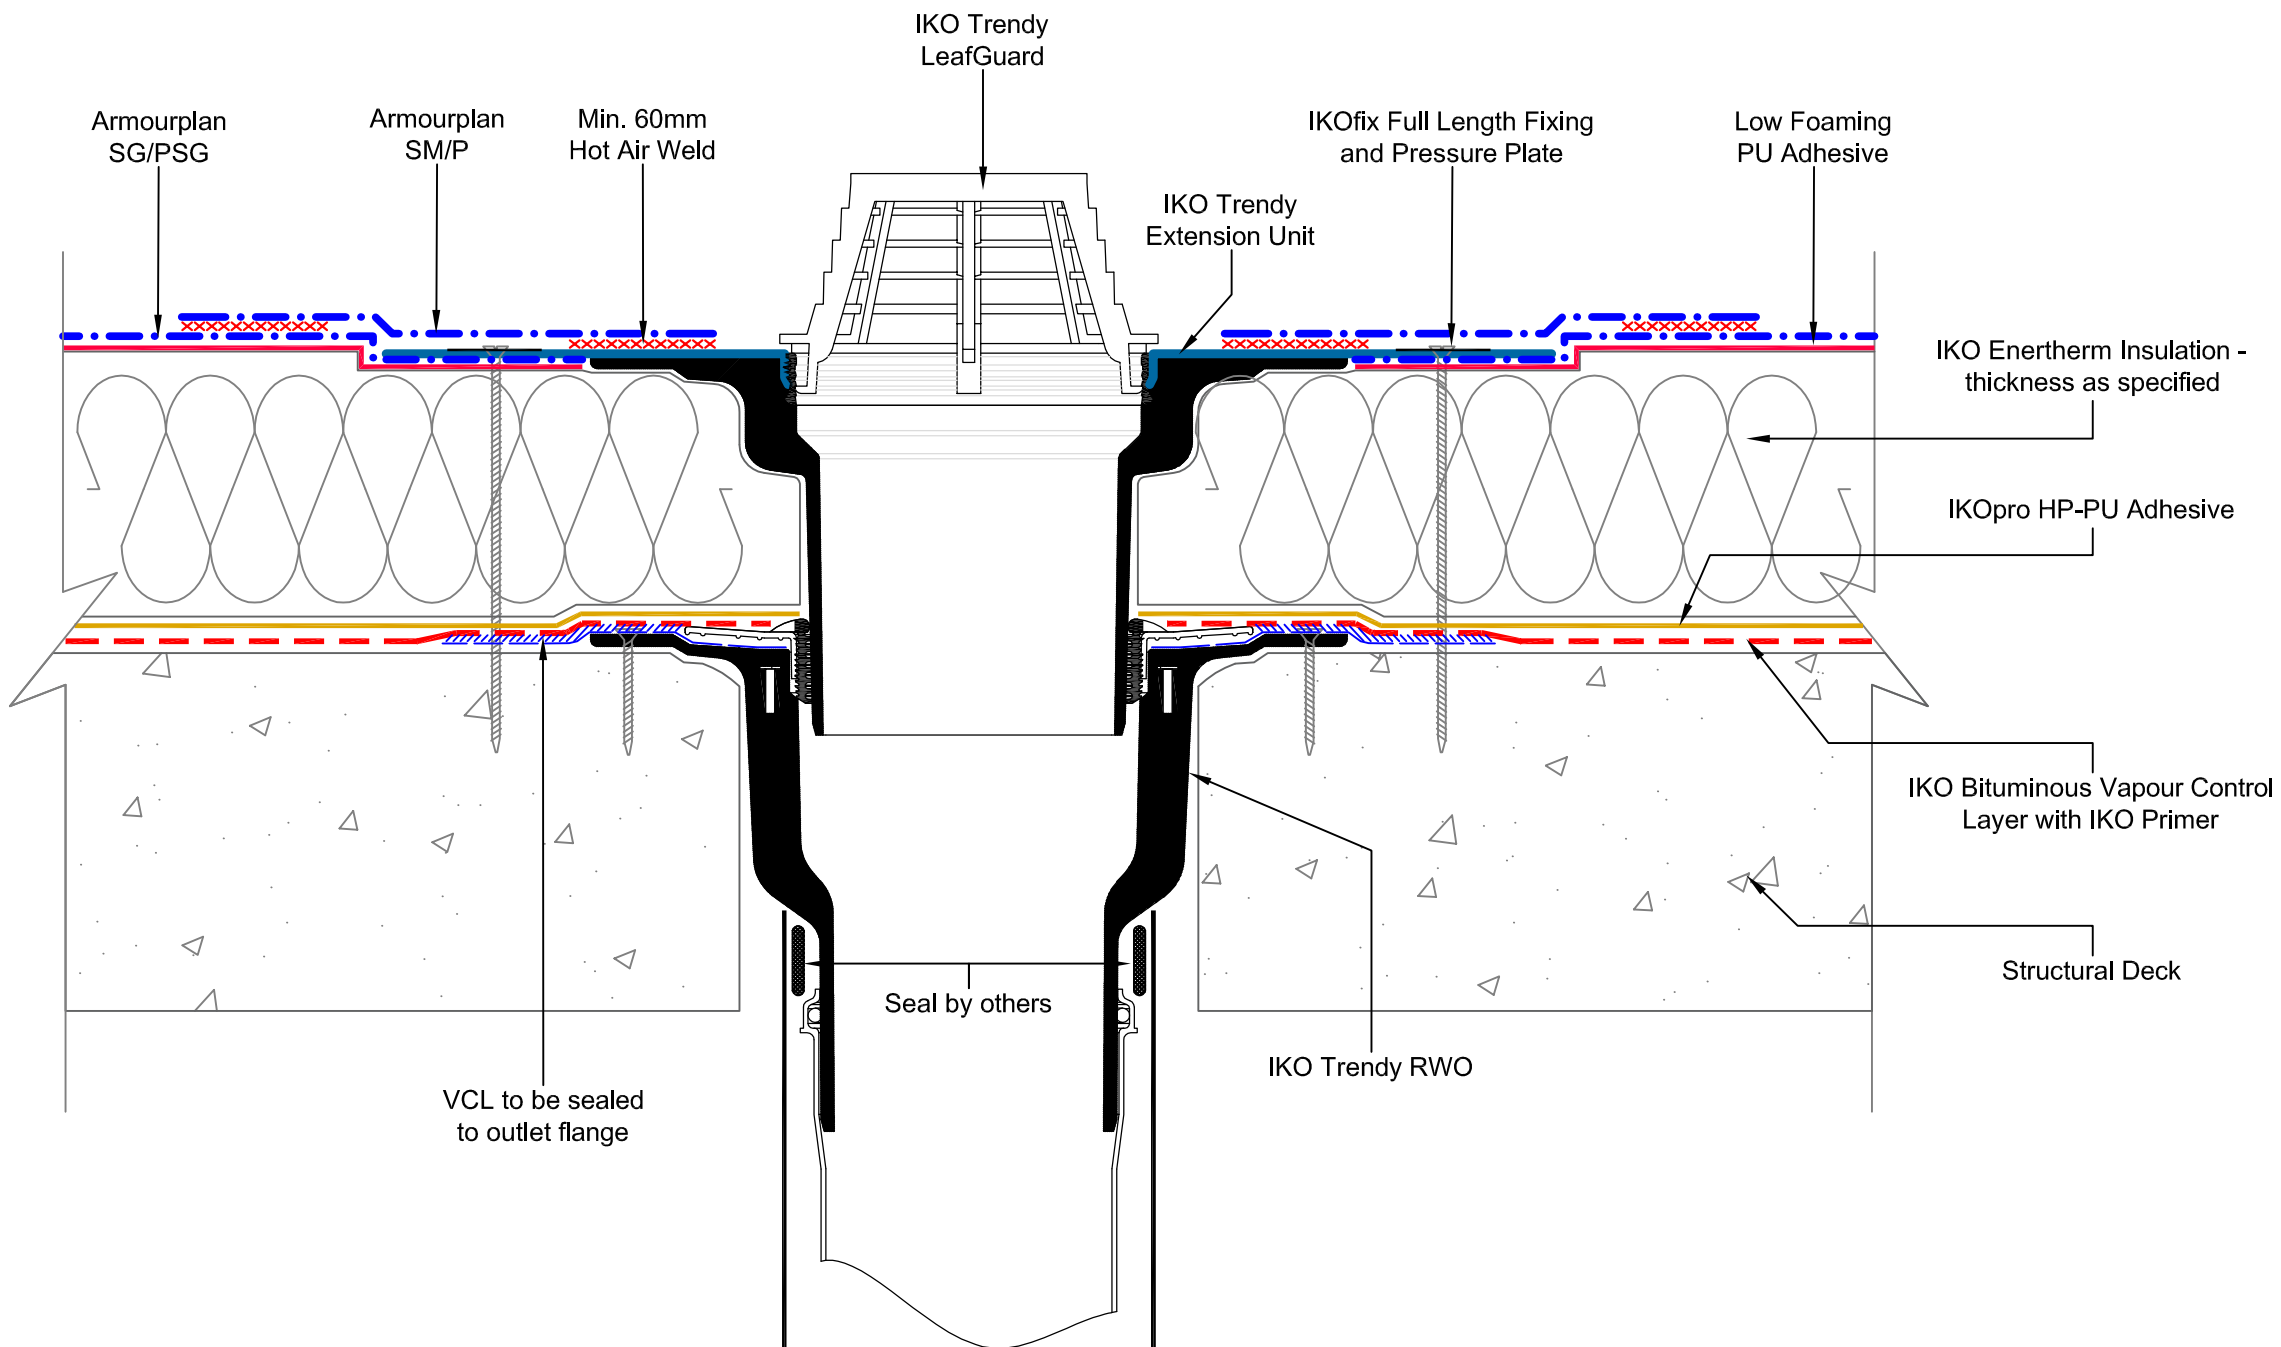 IKO Trendy
LeafGuard
Armourplan
SG/PSG
Armourplan
SM/P
Min. 60mm
Hot Air Weld
IKOfix Full Length Fixing
and Pressure Plate
Low Foaming
PU Adhesive
IKO Trendy
Extension Unit
IKO Enertherm Insulation -
thickness as specified
IKOpro HP-PU Adhesive
IKO Bituminous Vapour Control
Layer with IKO Primer
Structural Deck
Seal by others
IKO Trendy RWO
VCL to be sealed
to outlet flange